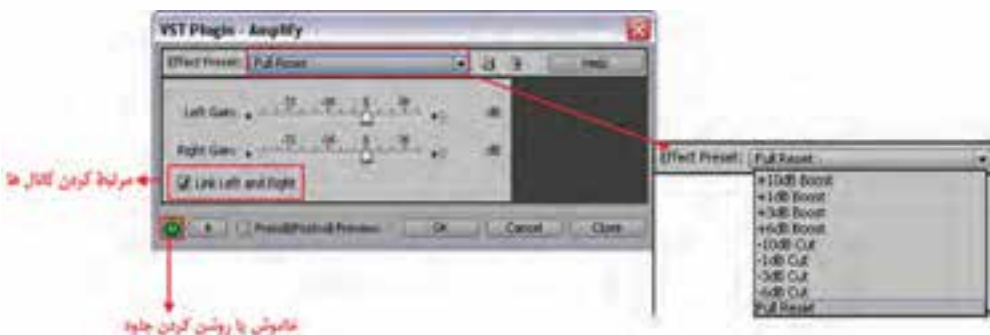 VST Plugin - Amplify
Effect Preset: Full Reset
Help
Left Gain:
dB
Right Gain:
dB
Link Left and Right
OK Cancel Close
مرتبط کردن کانال ها
خاموش یا روشن کردن جلوه
Effect Preset: Full Reset
+10dB Boost
+1dB Boost
+3dB Boost
+6dB Boost
-10dB Cut
-1dB Cut
-3dB Cut
-6dB Cut
Full Reset